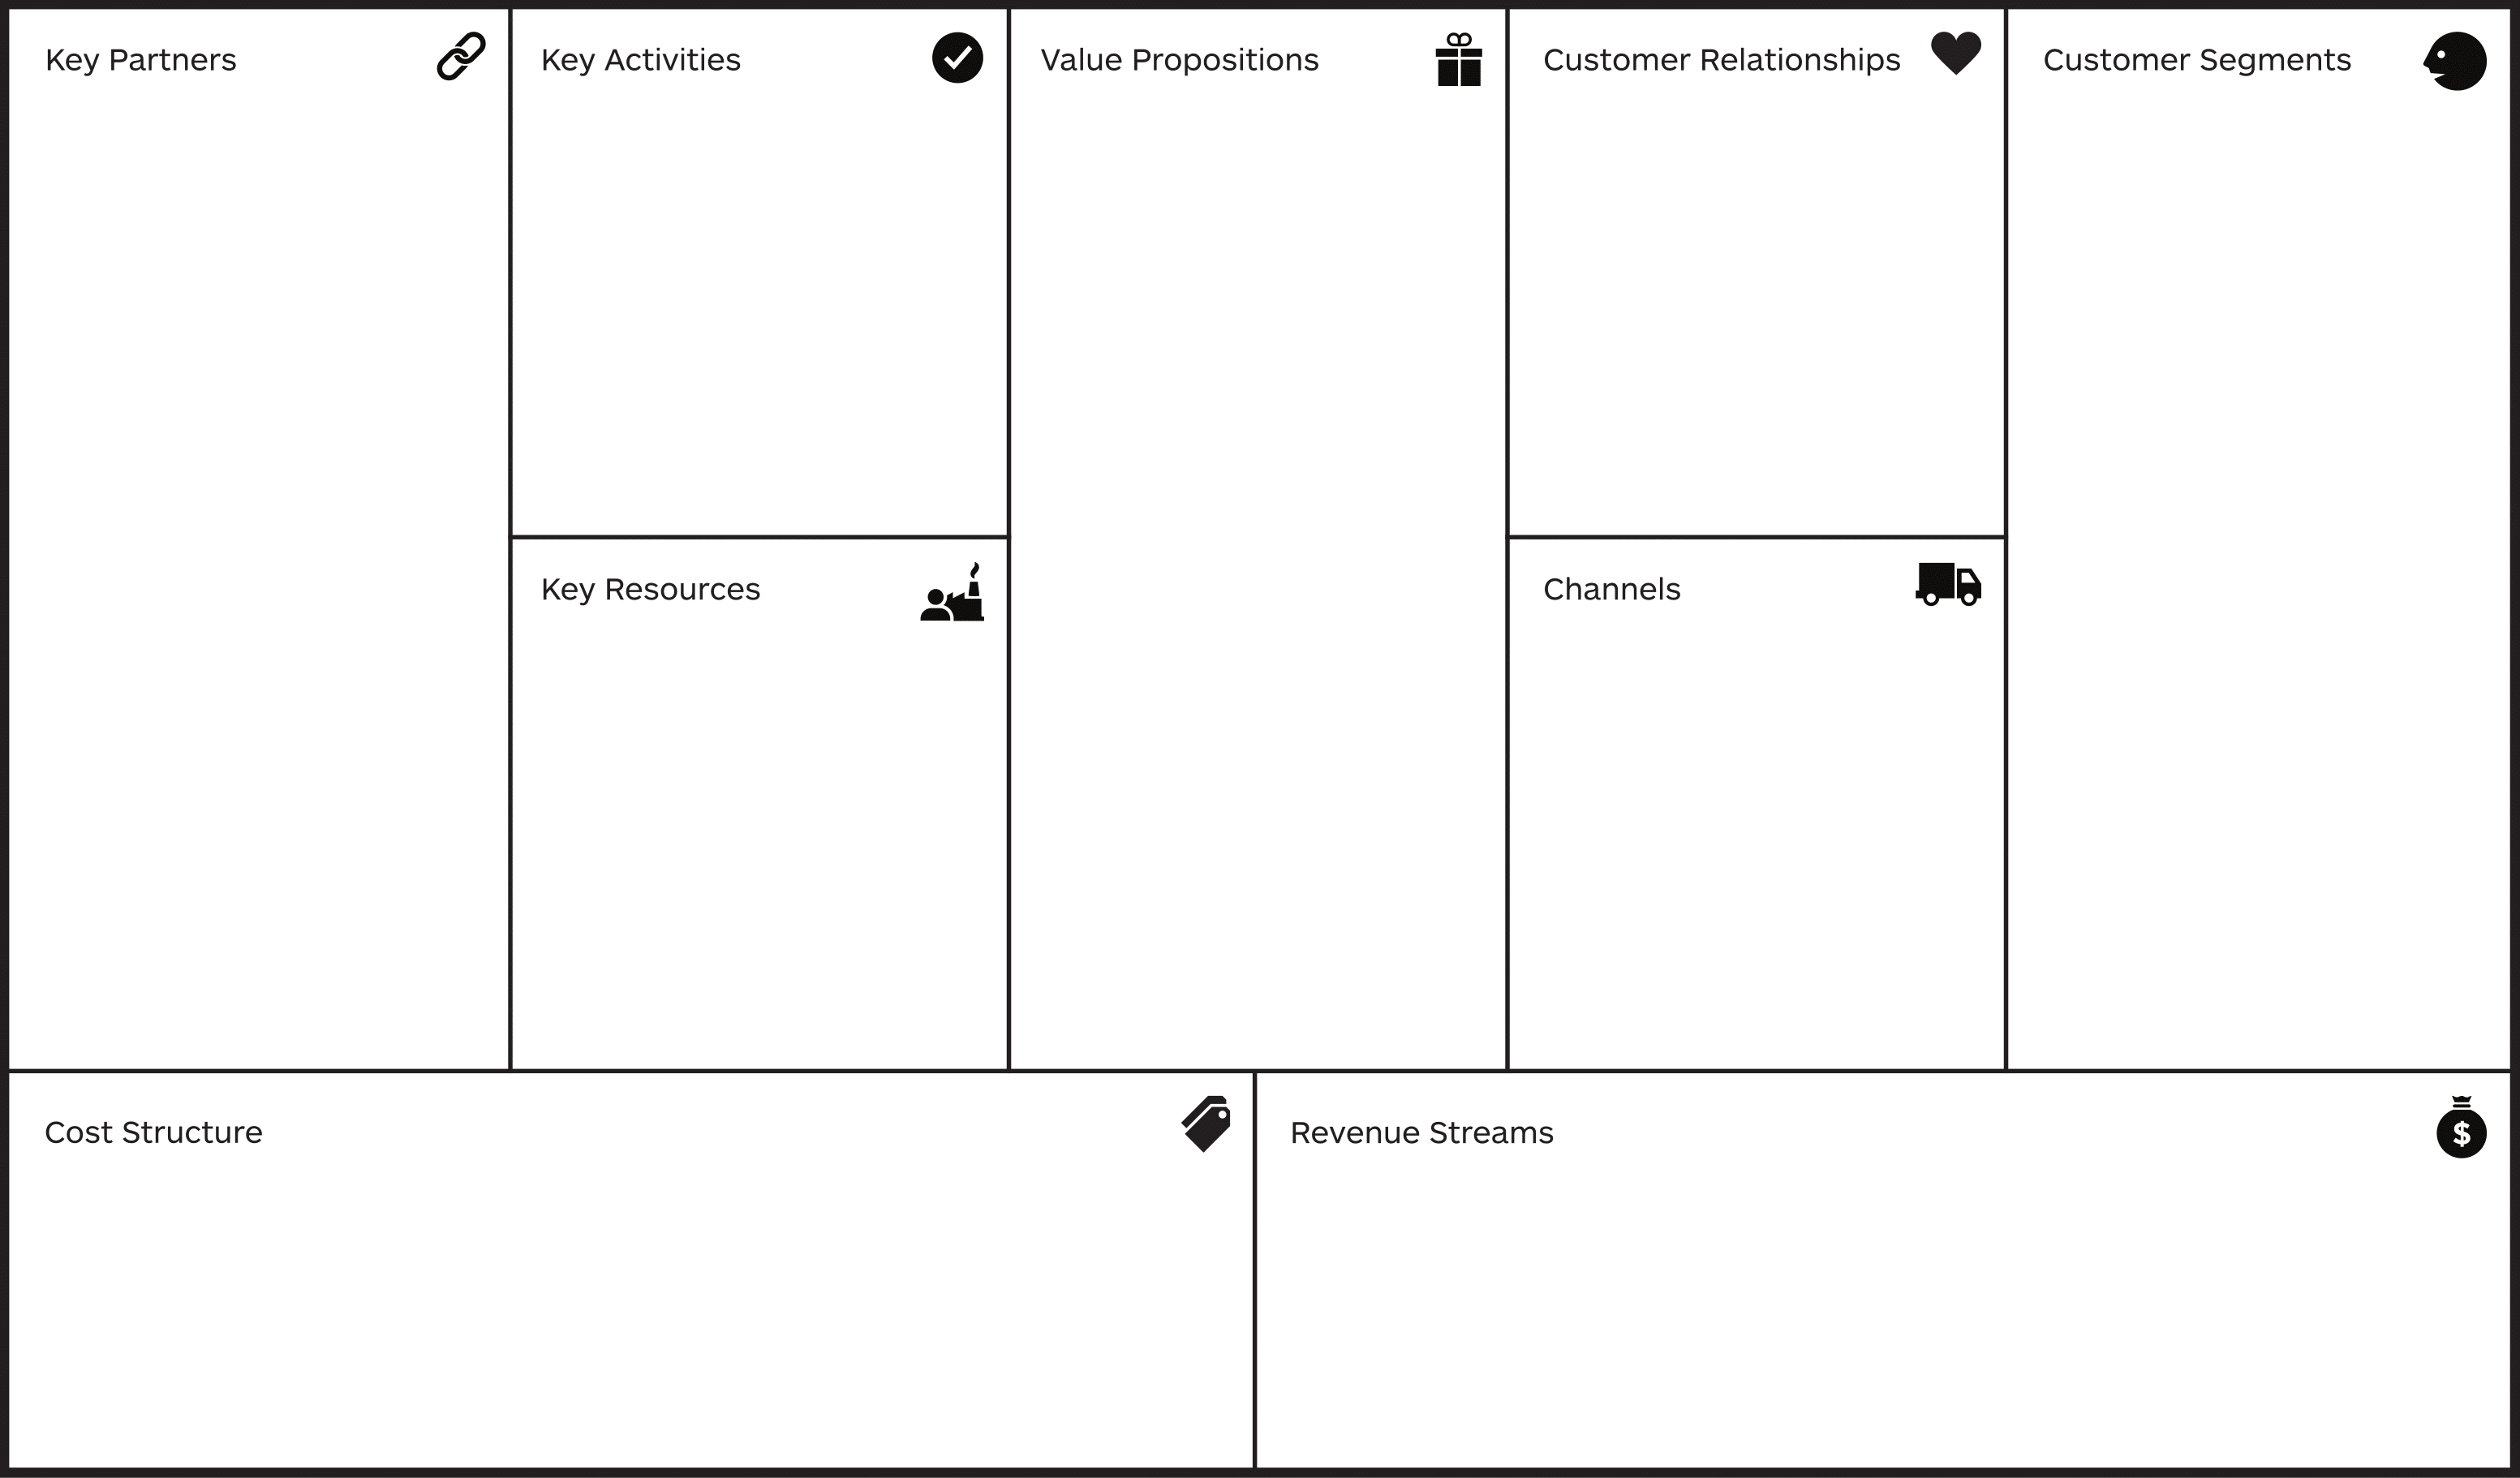 Key Partners
Key Activities
Value Propositions
Customer Relationships
Customer Segments
Key Resources
Channels
Cost Structure
Revenue Streams
$